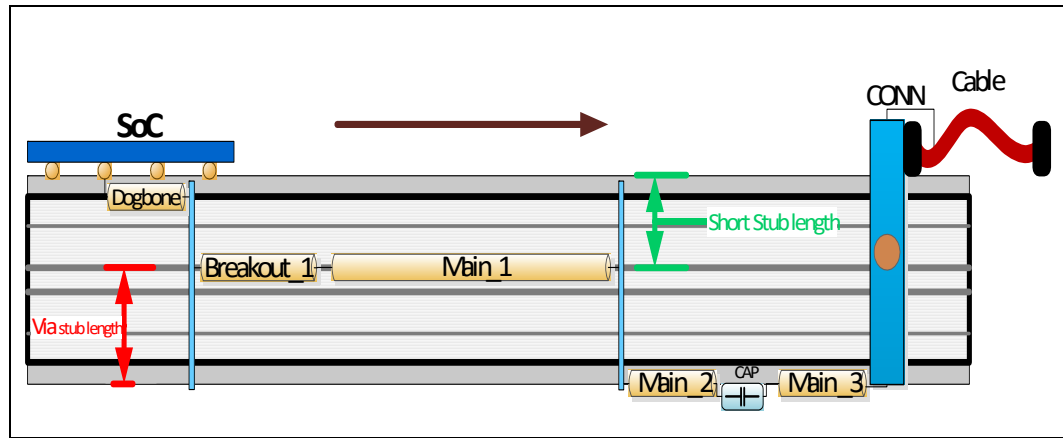 Cable
CONN
SoC
Dogbone
Short Stub length
Breakout_1
Main_1
Via stub length
Main_2
CAP
Main_3